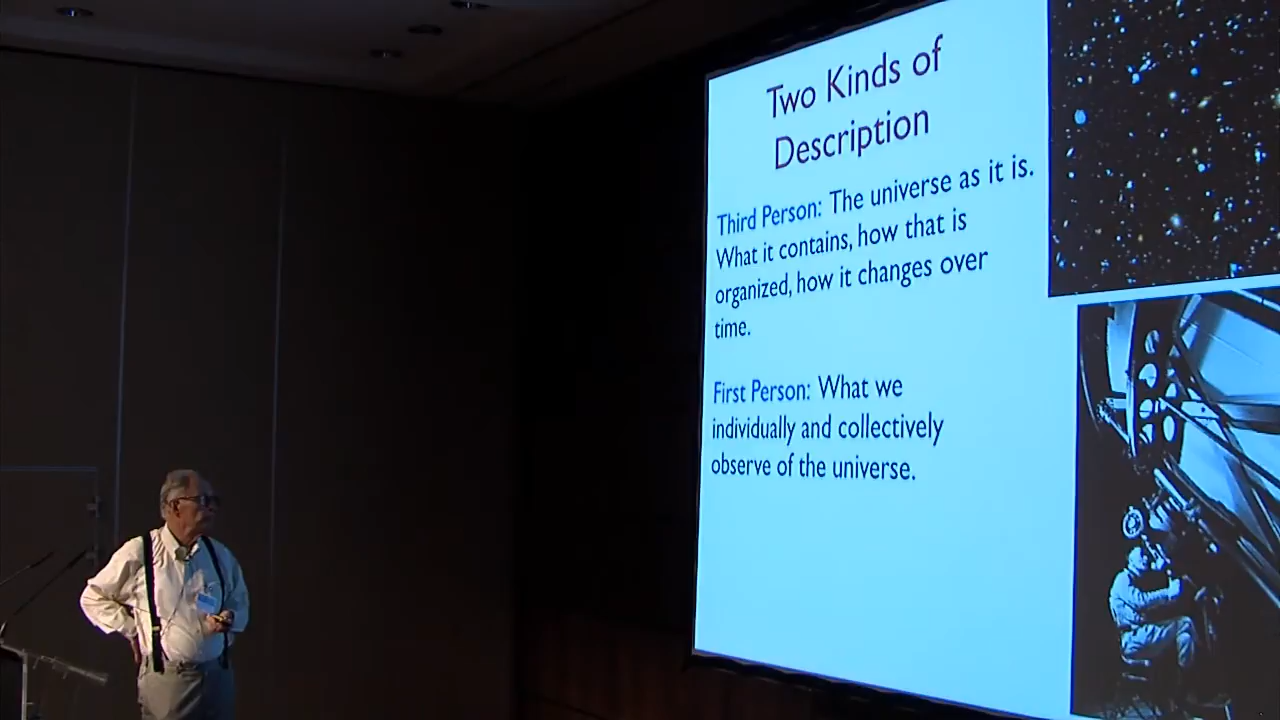 Two Kinds of
Description
Third Person: The universe as it is.
What it contains, how that is
organized, how it changes over
time.
First Person: What we
individually and collectively
observe of the universe.